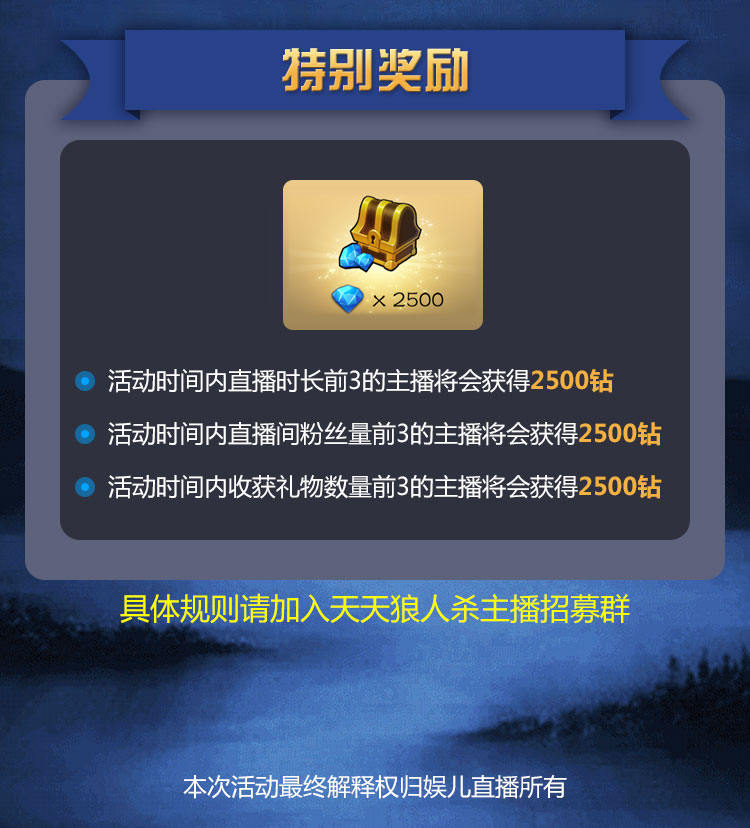 特别奖励
x 2500
活动时间内直播时长前3的主播将会获得2500钻
活动时间内直播间粉丝量前3的主播将会获得2500钻
活动时间内收获礼物数量前3的主播将会获得2500钻
具体规则请加入天天狼人杀主播招募群
本次活动最终解释权归娱儿直播所有